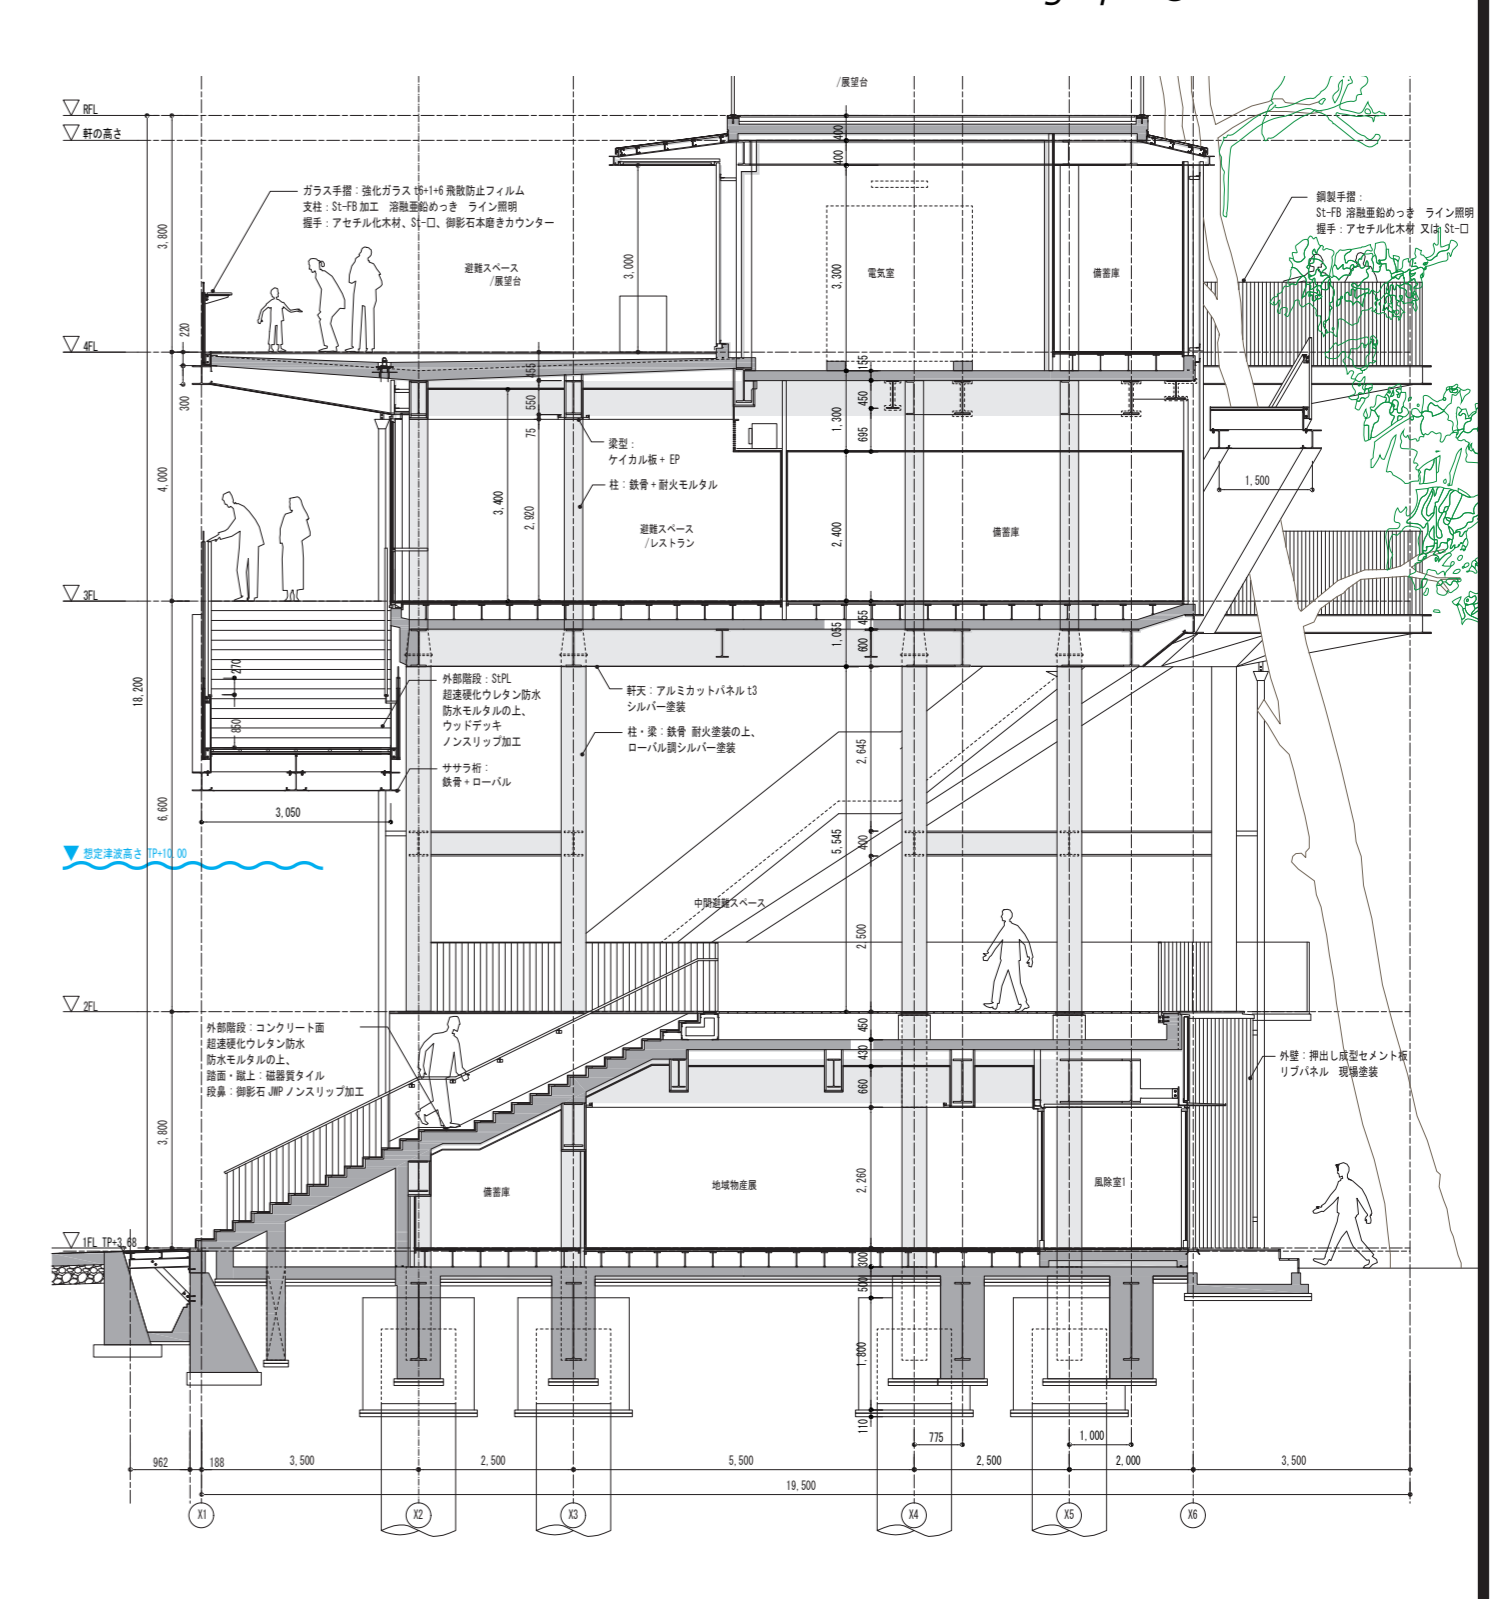 /展望台
RFL
軒の高さ
400
400
ガラス手摺：強化ガラス t6+1+6 飛散防止フィルム
支柱：St-FB 加工　溶融亜鉛めっき　ライン照明
握手：アセチル化木材、St-口、御影石本磨きカウンター
鋼製手摺：
St-FB 溶融亜鉛めっき　ライン照明
握手：アセチル化木材 又は St-口
3,800
避難スペース
/展望台
3,000
3,300
電気室
備蓄庫
220
4FL
300
455
155
550
450
75
1,300
695
梁型：
ケイカル板 + EP
柱：鉄骨 + 耐火モルタル
4,000
3,400
2,920
避難スペース
/レストラン
2,400
備蓄庫
1,500
3FL
455
1,055
600
18,200
270
850
外部階段：StPL
超速硬化ウレタン防水
防水モルタルの上、
ウッドデッキ
ノンスリップ加工
ササラ桁：
鉄骨 + ローバル
軒天：アルミカットパネル t3
シルバー塗装
柱・梁：鉄骨 耐火塗装の上、
ローバル調シルバー塗装
2,645
3,050
6,600
5,545
400
想定津波高さ TP+10.00
中間避難スペース
2,500
2FL
外部階段：コンクリート面
超速硬化ウレタン防水
防水モルタルの上、
踏面・蹴上：磁器質タイル
段鼻：御影石 JWP ノンスリップ加工
450
430
660
外壁：押出し成型セメント板
リブパネル　現場塗装
3,800
備蓄庫
地域物産展
2,260
風除室1
1FL TP+3.68
300
500
1,800
110
775
1,000
962
188
3,500
2,500
5,500
2,500
2,000
3,500
19,500
X1
X2
X3
X4
X5
X6